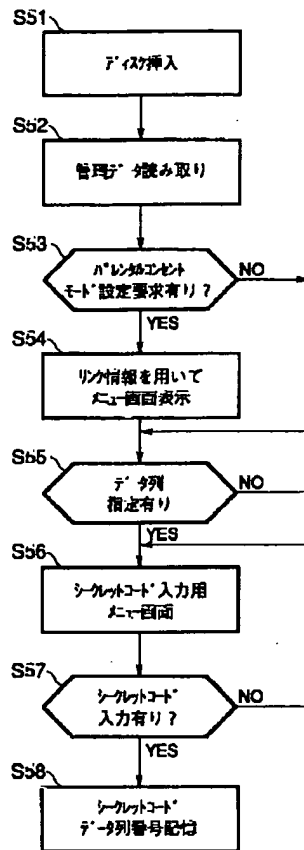 S51
ディスク挿入
S52
管理データ読み取り
S53
パレンタルコンセント
モード設定要求有り?
NO
YES
S54
リンク情報を用いて
メニュー画面表示
S55
データ列
指定有り
NO
YES
S56
シークレットコード入力用
メニュー画面
S57
シークレットコード
入力有り?
NO
YES
S58
シークレットコード
データ列番号記憶